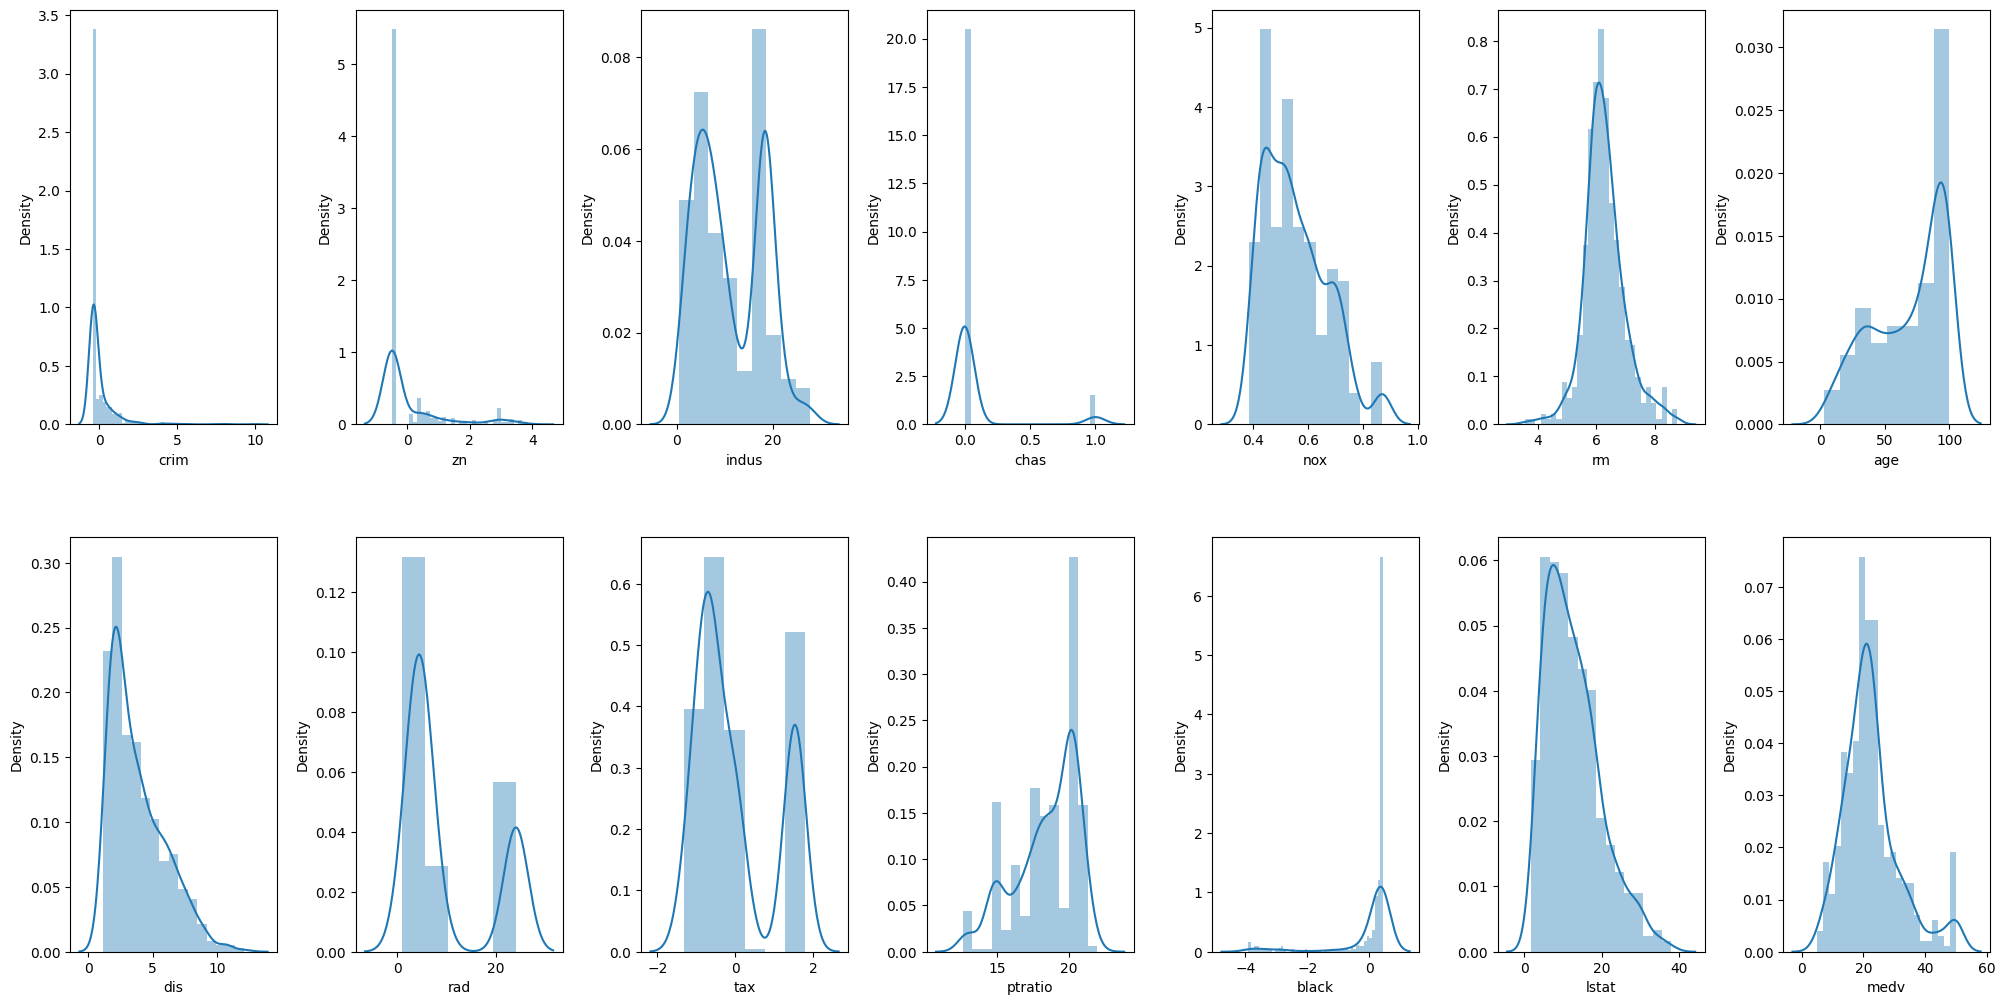 3.5
3.0
2.5
2.0
1.5
1.0
0.5
0.0
Density
0 5 10
crim
5
4
3
2
1
0
Density
0 2 4
zn
0.08
0.06
0.04
0.02
0.00
Density
0 20
indus
20.0
17.5
15.0
12.5
10.0
7.5
5.0
2.5
0.0
Density
0.0 0.5 1.0
chas
5
4
3
2
1
0
Density
0.4 0.6 0.8 1.0
nox
0.8
0.7
0.6
0.5
0.4
0.3
0.2
0.1
0.0
Density
4 6 8
rm
0.030
0.025
0.020
0.015
0.010
0.005
0.000
Density
0 50 100
age
0.30
0.25
0.20
0.15
0.10
0.05
0.00
Density
0 5 10
dis
0.12
0.10
0.08
0.06
0.04
0.02
0.00
Density
0 20
rad
0.6
0.5
0.4
0.3
0.2
0.1
0.0
Density
−2 0 2
tax
0.40
0.35
0.30
0.25
0.20
0.15
0.10
0.05
0.00
Density
15 20
ptratio
6
5
4
3
2
1
0
Density
−4 −2 0
black
0.06
0.05
0.04
0.03
0.02
0.01
0.00
Density
0 20 40
lstat
0.07
0.06
0.05
0.04
0.03
0.02
0.01
0.00
Density
0 20 40 60
medv